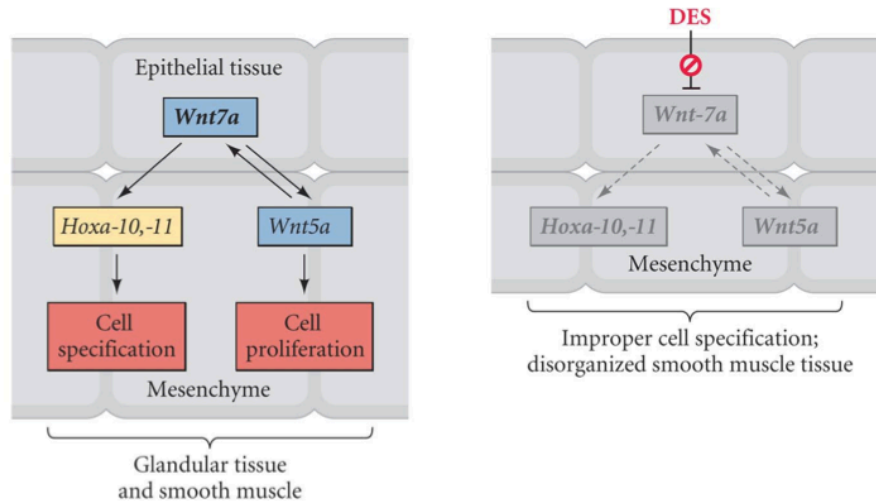 Epithelial tissue
Wnt7a
Hoxa-10,-11
Wnt5a
Cell
specification
Cell
proliferation
Mesenchyme
Glandular tissue
and smooth muscle
DES
Wnt-7a
Hoxa-10,-11
Wnt5a
Mesenchyme
Improper cell specification;
disorganized smooth muscle tissue